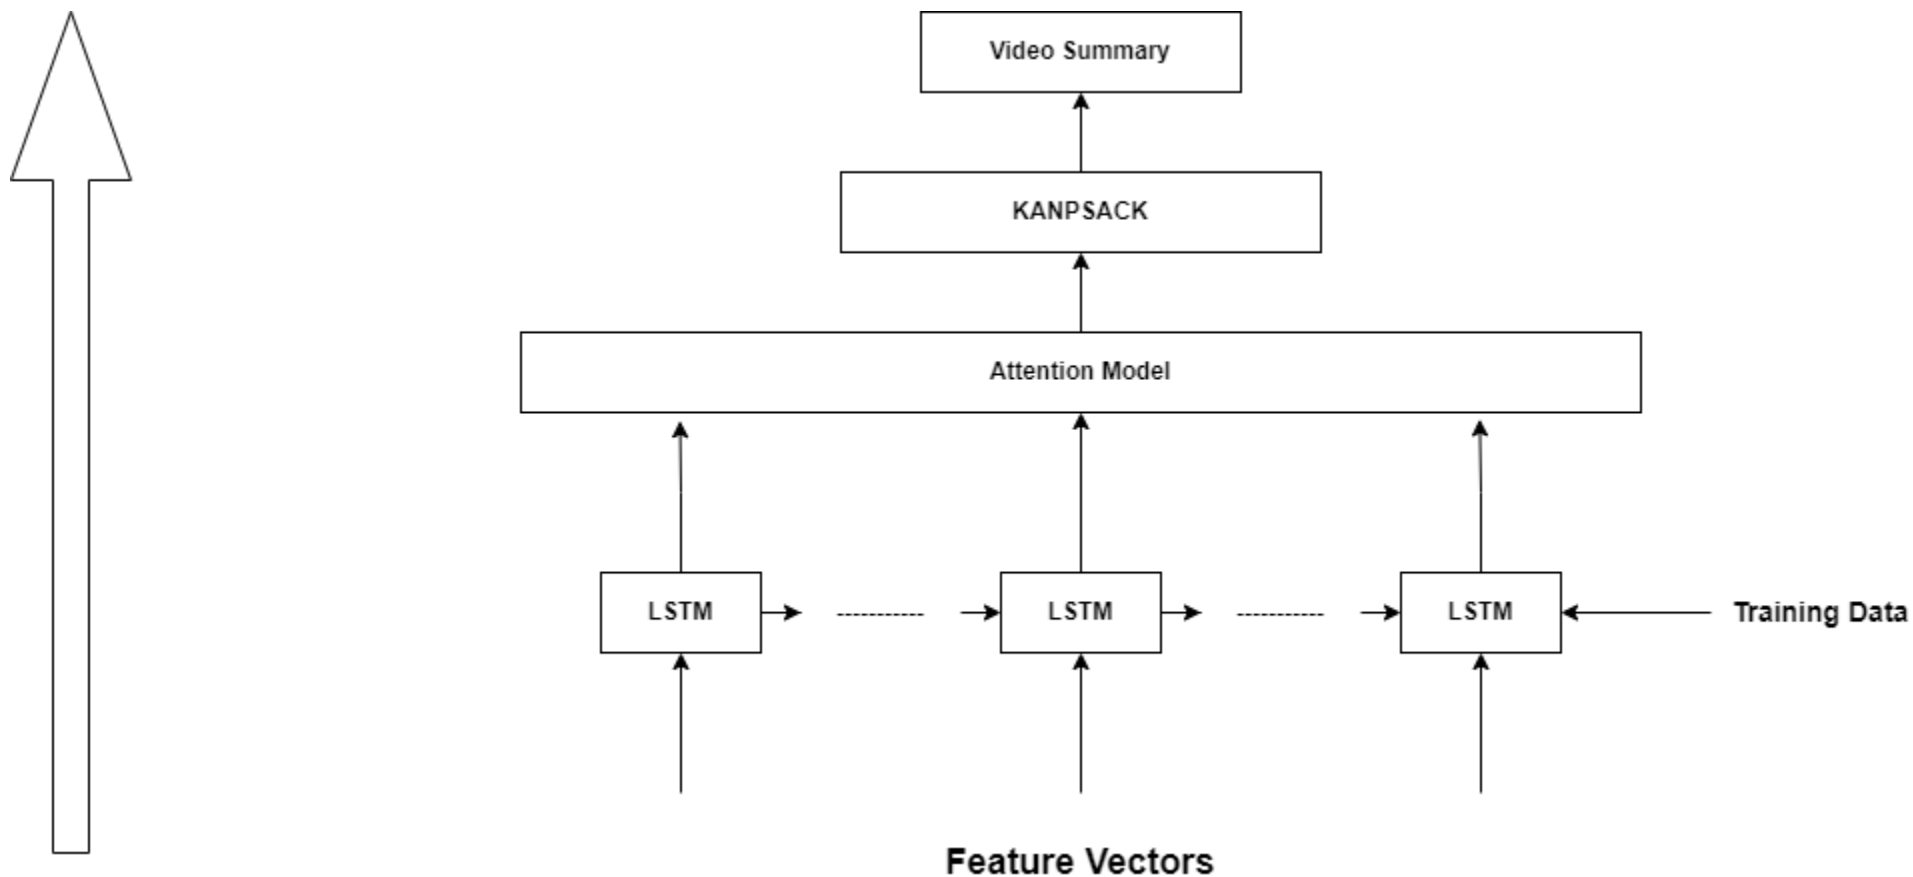 Video Summary
KANPSACK
Attention Model
LSTM
LSTM
LSTM
Training Data
Feature Vectors